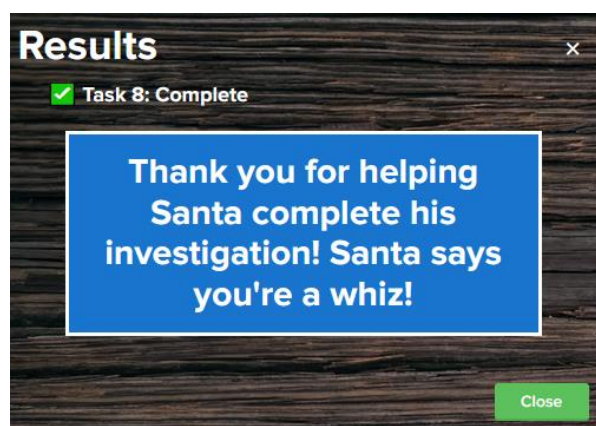 Results
×
✅ Task 8: Complete
Thank you for helping
Santa complete his
investigation! Santa says
you're a whiz!
Close